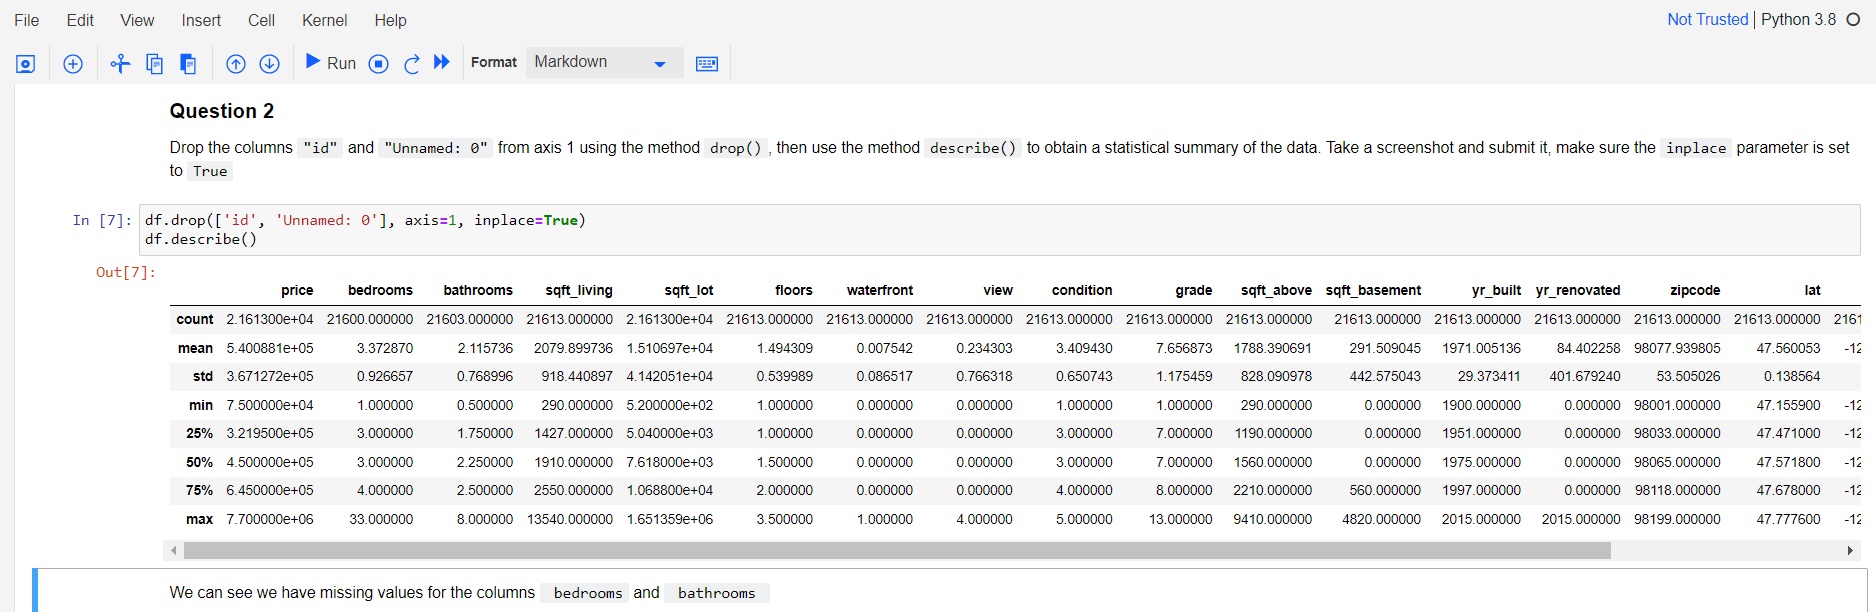 File Edit View Insert Cell Kernel Help Not Trusted | Python 3.8
Run Format Markdown
Question 2
Drop the columns "id" and "Unnamed: 0" from axis 1 using the method drop() , then use the method describe() to obtain a statistical summary of the data. Take a screenshot and submit it, make sure the inplace parameter is set
to True
In [7]: df.drop(['id', 'Unnamed: 0'], axis=1, inplace=True)
df.describe()
Out[7]:
price bedrooms bathrooms sqft_living sqft_lot floors waterfront view condition grade sqft_above sqft_basement yr_built yr_renovated zipcode lat
count 2.161300e+04 21600.000000 21603.000000 21613.000000 2.161300e+04 21613.000000 21613.000000 21613.000000 21613.000000 21613.000000 21613.000000 21613.000000 21613.000000 21613.000000 21613.000000 21613.000000 2161
mean 5.400881e+05 3.372870 2.115736 2079.899736 1.510697e+04 1.494309 0.007542 0.234303 3.409430 7.656873 1788.390691 291.509045 1971.005136 84.402258 98077.939805 47.560053 -12
std 3.671272e+05 0.926657 0.768996 918.440897 4.142051e+04 0.539989 0.086517 0.766318 0.650743 1.175459 828.090978 442.575043 29.373411 401.679240 53.505026 0.138564
min 7.500000e+04 1.000000 0.500000 290.000000 5.200000e+02 1.000000 0.000000 0.000000 1.000000 1.000000 290.000000 0.000000 1900.000000 0.000000 98001.000000 47.155900 -12
25% 3.219500e+05 3.000000 1.750000 1427.000000 5.040000e+03 1.000000 0.000000 0.000000 3.000000 7.000000 1190.000000 0.000000 1951.000000 0.000000 98033.000000 47.471000 -12
50% 4.500000e+05 3.000000 2.250000 1910.000000 7.618000e+03 1.500000 0.000000 0.000000 3.000000 7.000000 1560.000000 0.000000 1975.000000 0.000000 98065.000000 47.571800 -12
75% 6.450000e+05 4.000000 2.500000 2550.000000 1.068800e+04 2.000000 0.000000 0.000000 4.000000 8.000000 2210.000000 560.000000 1997.000000 0.000000 98118.000000 47.678000 -12
max 7.700000e+06 33.000000 8.000000 13540.000000 1.651359e+06 3.500000 1.000000 4.000000 5.000000 13.000000 9410.000000 4820.000000 2015.000000 2015.000000 98199.000000 47.777600 -12
We can see we have missing values for the columns bedrooms and bathrooms